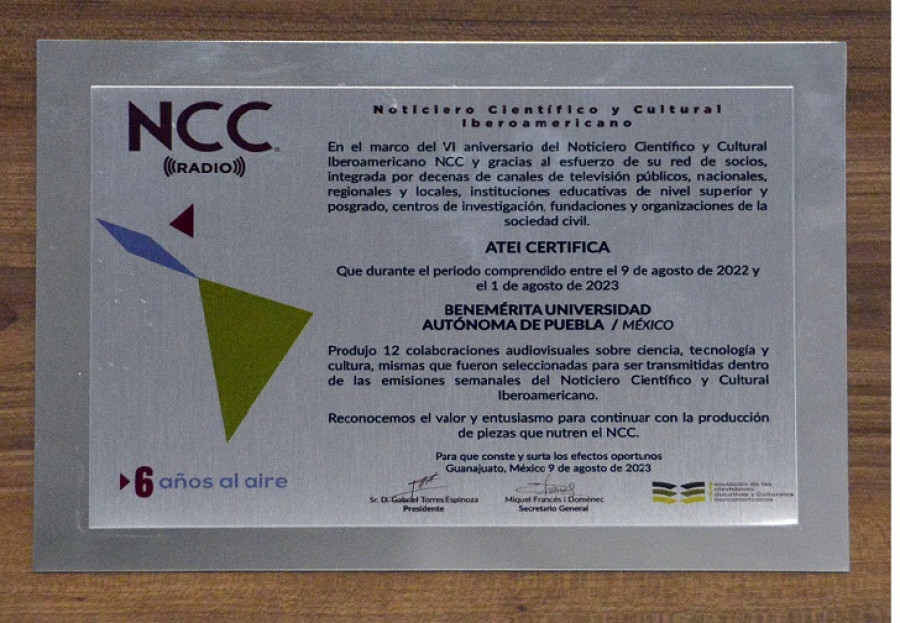 NCC
((RADIO))
Noticiero Científico y Cultural
Iberoamericano
En el marco del VI aniversario del Noticiero Científico y Cultural
Iberoamericano NCC y gracias al esfuerzo de su red de socios,
integrada por decenas de canales de televisión públicos, nacionales,
regionales y locales, instituciones educativas de nivel superior y
posgrado, centros de investigación, fundaciones y organizaciones de la
sociedad civil.
ATEI CERTIFICA
Que durante el periodo comprendido entre el 9 de agosto de 2022 y
el 1 de agosto de 2023
BENEMÉRITA UNIVERSIDAD
AUTÓNOMA DE PUEBLA / MÉXICO
Produjo 12 colaboraciones audiovisuales sobre ciencia, tecnología y
cultura, mismas que fueron seleccionadas para ser transmitidas dentro
de las emisiones semanales del Noticiero Científico y Cultural
Iberoamericano.
Reconocemos el valor y entusiasmo para continuar con la producción
de piezas que nutren el NCC.
Para que conste y surta los efectos oportunos
Guanajuato, México 9 de agosto de 2023
6 años al aire
Sr. D. Gabriel Torres Espinoza
Presidente
Miquel Francés i Domènec
Secretario General
sociación de las
elevisiones
ducativas y Culturales
beroamericanas